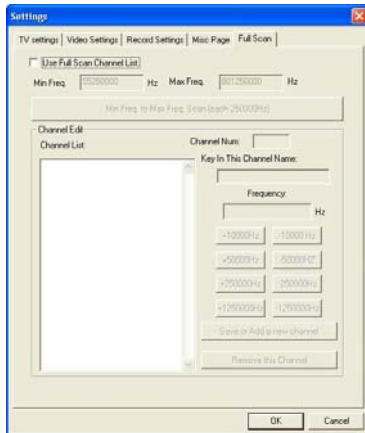 Settings
TV settings Video Settings Record Settings Misc Page Full Scan
Use Full Scan Channel List
Min Freq. 55250000 Hz Max Freq. 801250000 Hz
Min Freq. to Max Freq. Scan (each 250000Hz)
Channel Edit
Channel List:
Channel Num:
Key In This Channel Name:
Frequency:
Hz
+10000Hz -10000Hz
+50000Hz -50000HZ
+250000Hz -250000Hz
+1250000Hz -1250000Hz
Save or Add a new channel
Remove this Channel
OK Cancel